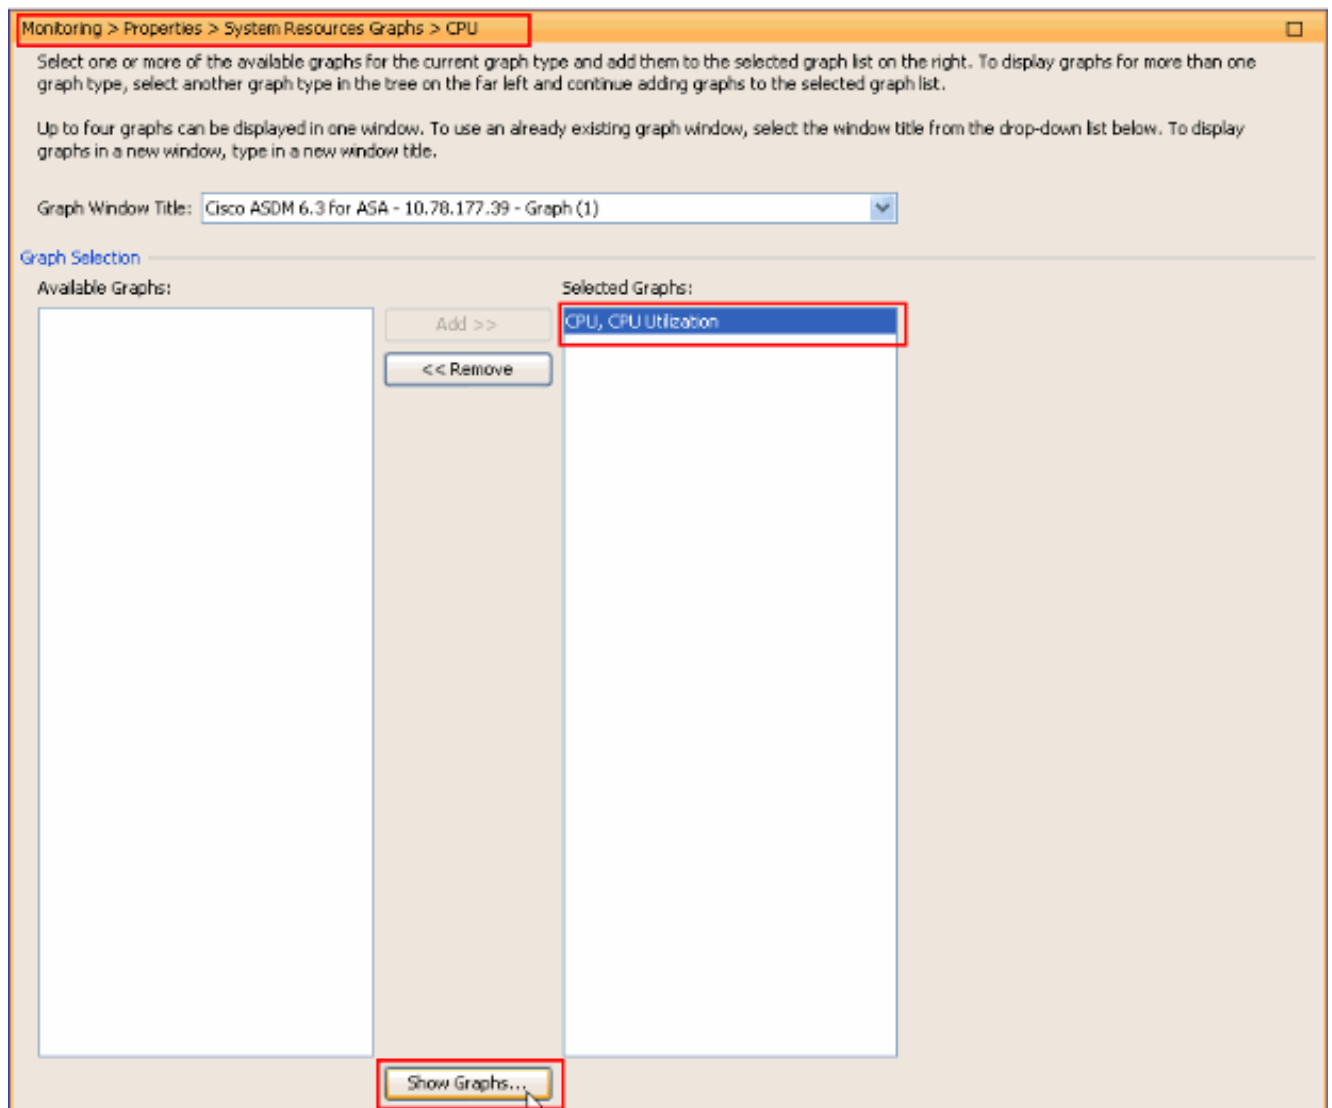 Monitoring > Properties > System Resources Graphs > CPU
Select one or more of the available graphs for the current graph type and add them to the selected graph list on the right. To display graphs for more than one
graph type, select another graph type in the tree on the far left and continue adding graphs to the selected graph list.
Up to four graphs can be displayed in one window. To use an already existing graph window, select the window title from the drop-down list below. To display
graphs in a new window, type in a new window title.
Graph Window Title: Cisco ASDM 6.3 for ASA - 10.78.177.39 - Graph (1)
Graph Selection
Available Graphs:
Selected Graphs:
Add >>
CPU, CPU Utilization
<< Remove
Show Graphs...